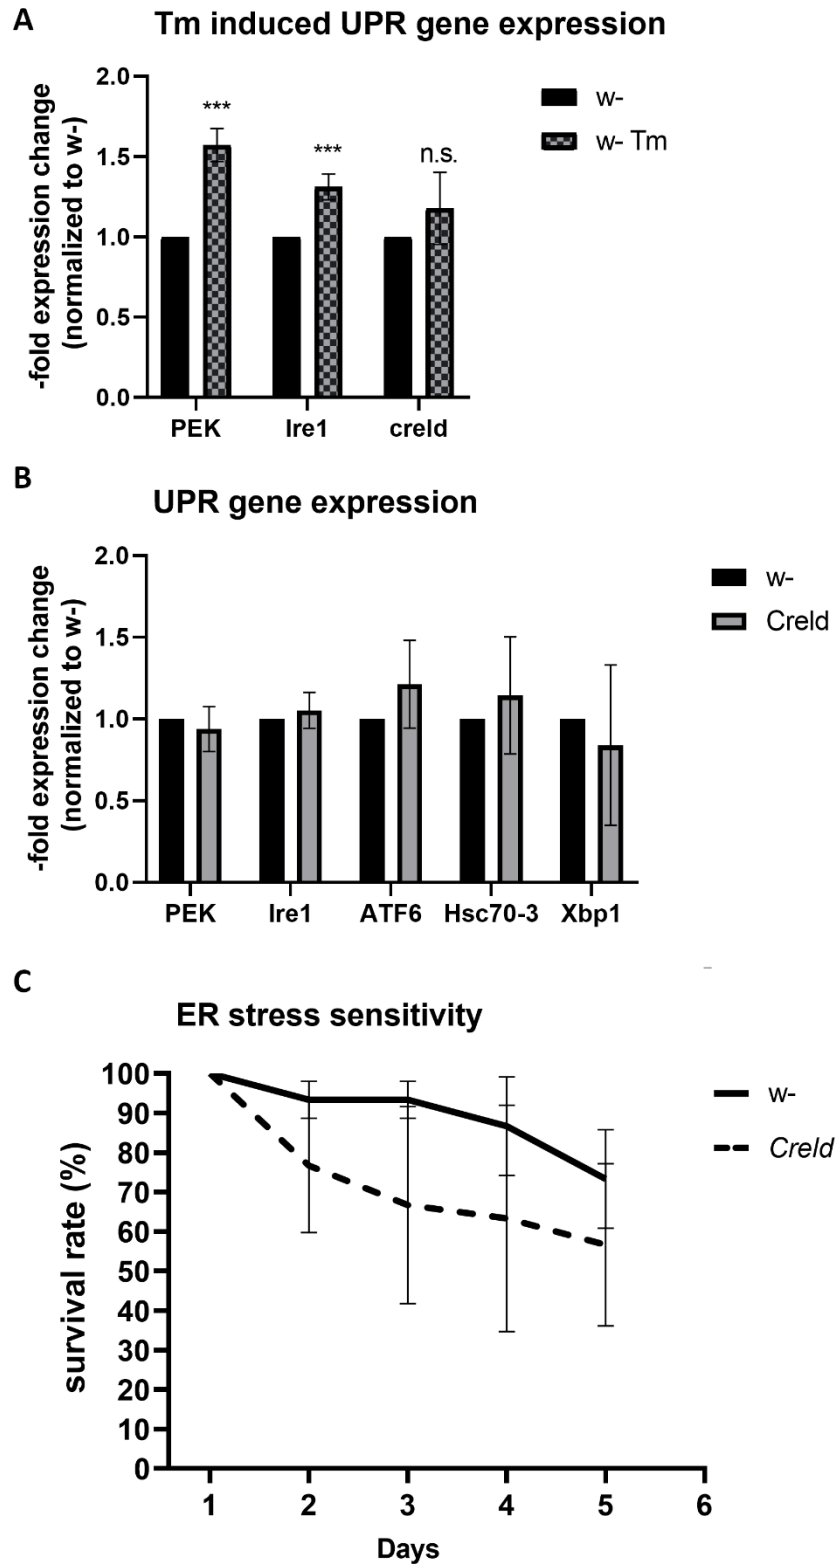 A
Tm induced UPR gene expression
-fold expression change
(normalized to w-)
2.0
1.5
1.0
0.5
0.0
***
***
n.s.
PEK
Ire1
creld
w-
w- Tm
B
UPR gene expression
-fold expression change
(normalized to w-)
2.0
1.5
1.0
0.5
0.0
PEK
Ire1
ATF6
Hsc70-3
Xbp1
w-
Creld
C
ER stress sensitivity
survival rate (%)
100
90
80
70
60
50
40
30
20
10
0
1
2
3
4
5
6
Days
w-
Creld